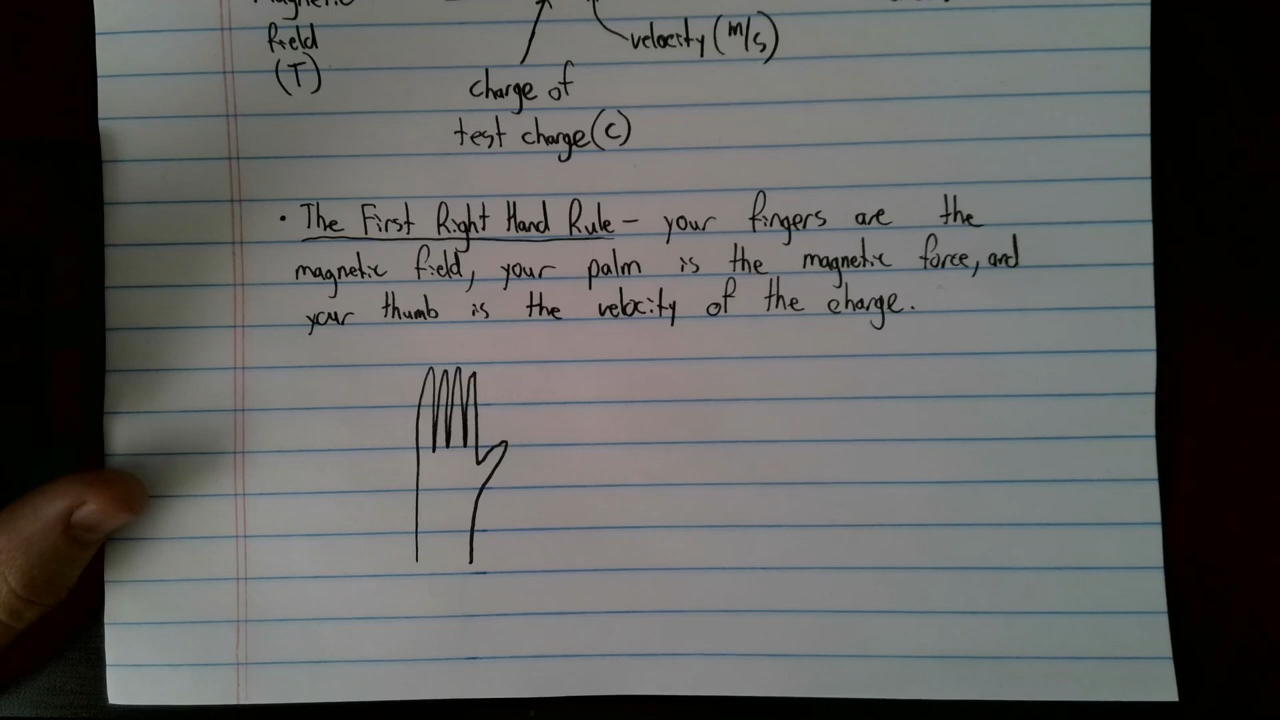 Magnetic
field
(T)
velocity (m/s)
charge of
test charge (C)
• The First Right Hand Rule – your fingers are the
magnetic field, your palm is the magnetic force, and
your thumb is the velocity of the charge.